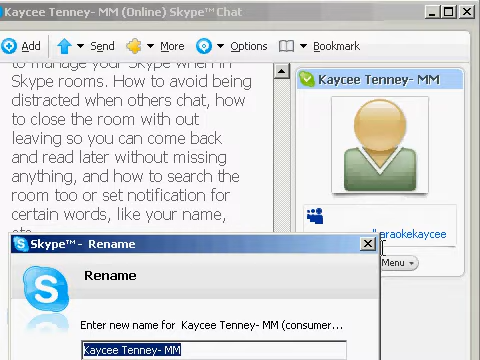 Kaycee Tenney- MM (Online) Skype™ Chat
Add Send More Options Bookmark
to manage your Skype when in
Skype rooms. How to avoid being
distracted when others chat, how
to close the room with out
leaving so you can come back
and read later without missing
anything, and how to search the
room too or set notification for
certain words, like your name,
etc
Kaycee Tenney- MM
araokekaycee
Menu
Skype™ - Rename
Rename
Enter new name for Kaycee Tenney- MM (consumer...
Kaycee Tenney- MM